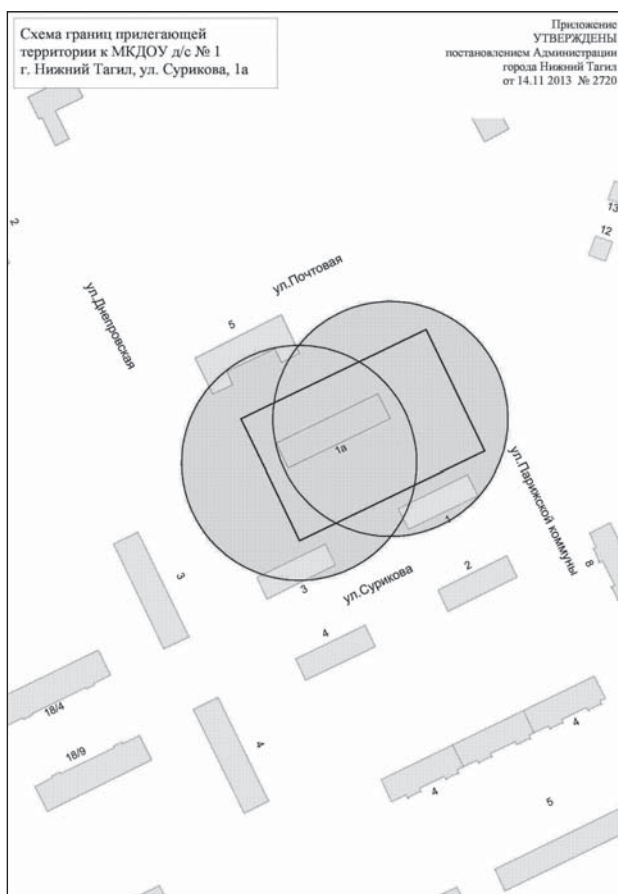 Схема границ прилегающей
территории к МКДОУ д/с № 1
г. Нижний Тагил, ул. Сурикова, 1а
Приложение
УТВЕРЖДЕНЫ
постановлением Администрации
города Нижний Тагил
от 14.11 2013 № 2720
2
13
12
ул.Почтовая
ул.Днепровская
5
1а
ул.Парижской коммуны
1
3
3
ул.Сурикова
2
8
4
18/4
18/9
4
4
4
5